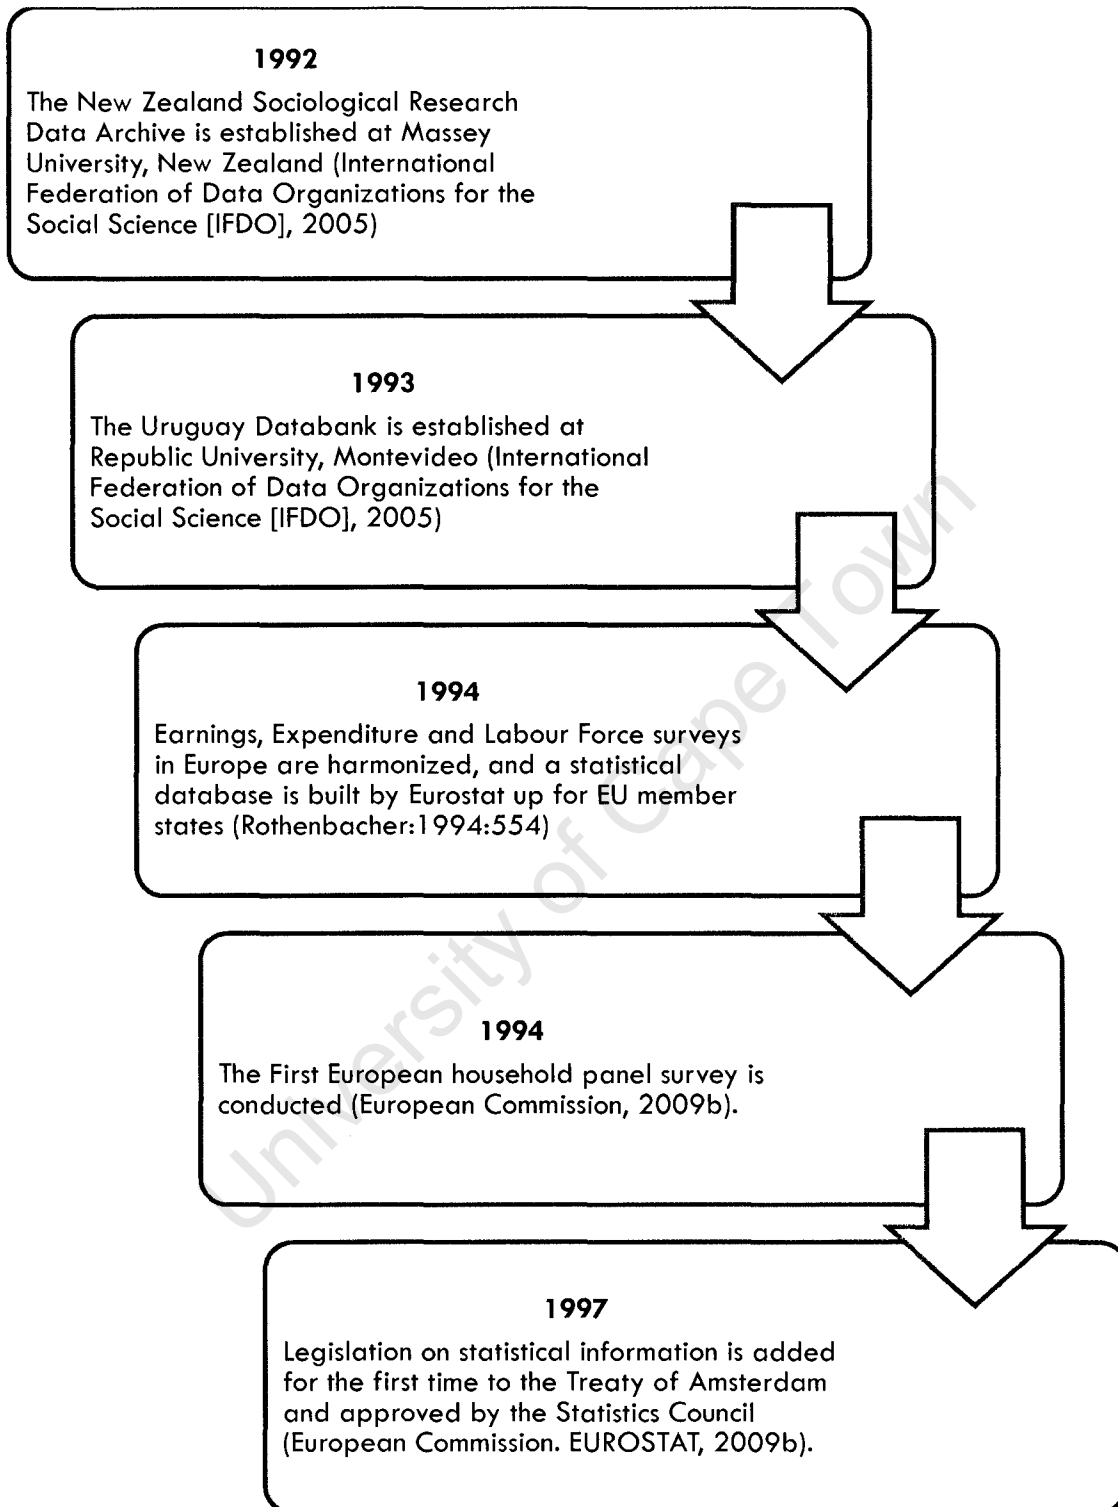 1992
The New Zealand Sociological Research
Data Archive is established at Massey
University, New Zealand (International
Federation of Data Organizations for the
Social Science [IFDO], 2005)
1993
The Uruguay Databank is established at
Republic University, Montevideo (International
Federation of Data Organizations for the
Social Science [IFDO], 2005)
1994
Earnings, Expenditure and Labour Force surveys
in Europe are harmonized, and a statistical
database is built by Eurostat up for EU member
states (Rothenbacher:1994:554)
1994
The First European household panel survey is
conducted (European Commission, 2009b).
1997
Legislation on statistical information is added
for the first time to the Treaty of Amsterdam
and approved by the Statistics Council
(European Commission. EUROSTAT, 2009b).
University of Cape Town